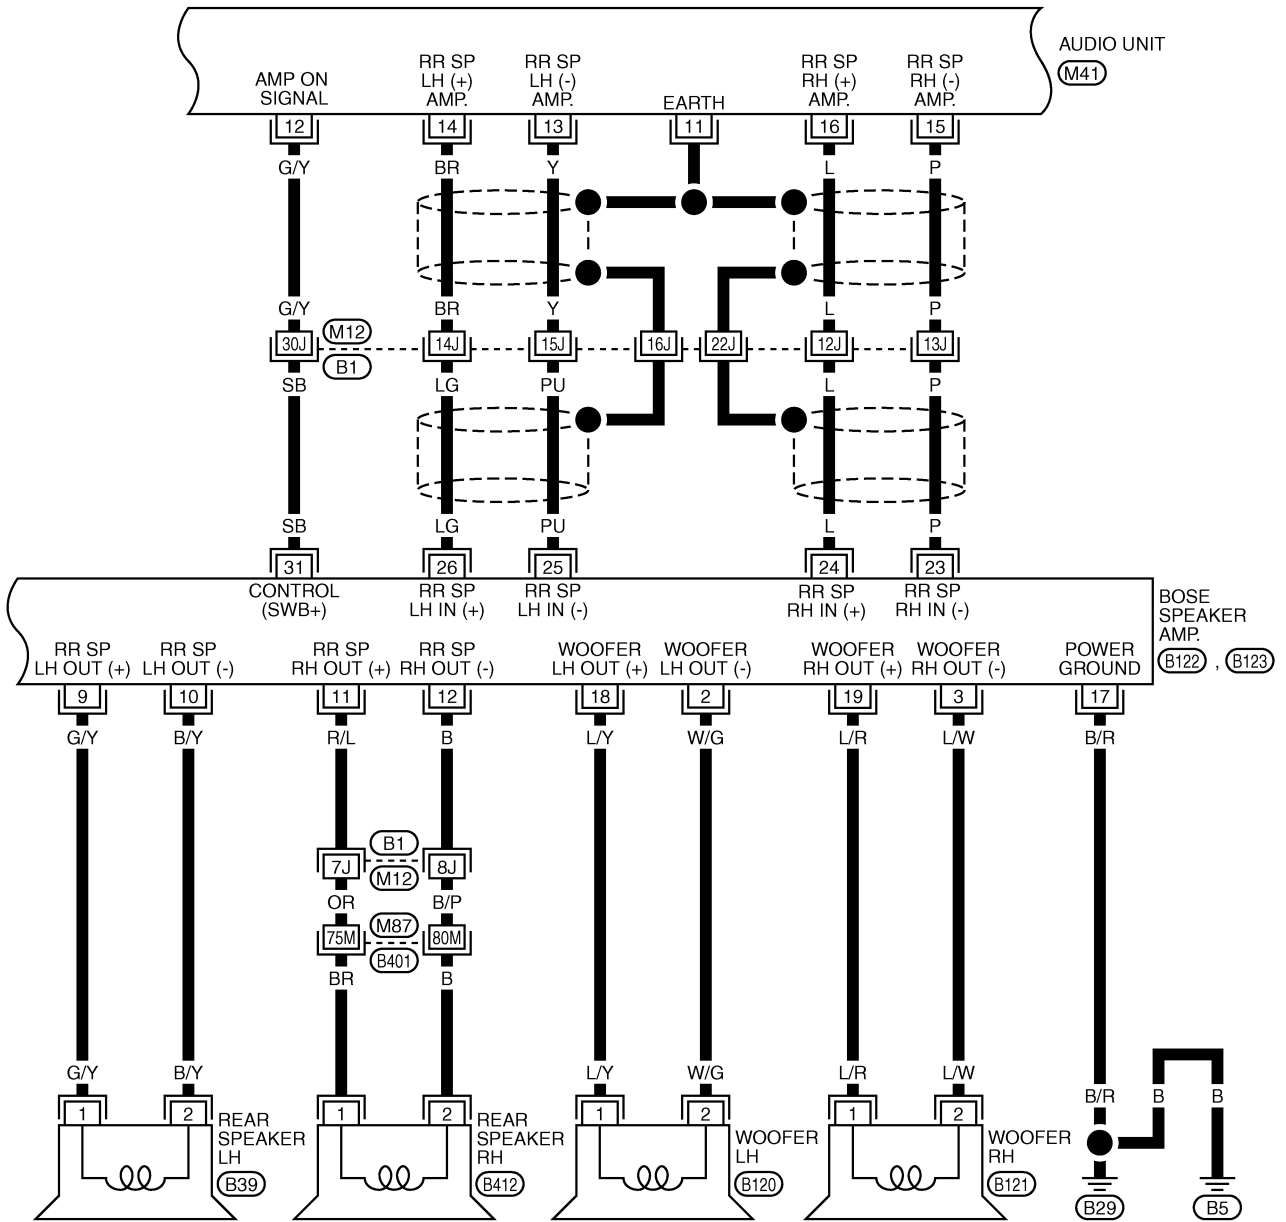 AUDIO UNIT
M41
AMP ON
SIGNAL
RR SP
LH (+)
AMP.
RR SP
LH (-)
AMP.
EARTH
RR SP
RH (+)
AMP.
RR SP
RH (-)
AMP.
12 14 13 11 16 15
G/Y BR Y L P
G/Y BR Y L P
M12
30J 14J 15J 16J 22J 12J 13J
B1
SB LG PU L P
SB LG PU L P
31 26 25 24 23
CONTROL
(SWB+)
RR SP
LH IN (+)
RR SP
LH IN (-)
RR SP
RH IN (+)
RR SP
RH IN (-)
BOSE
SPEAKER
AMP.
B122 , B123
RR SP
LH OUT (+)
RR SP
LH OUT (-)
RR SP
RH OUT (+)
RR SP
RH OUT (-)
WOOFER
LH OUT (+)
WOOFER
LH OUT (-)
WOOFER
RH OUT (+)
WOOFER
RH OUT (-)
POWER
GROUND
9 10 11 12 18 2 19 3 17
G/Y B/Y R/L B L/Y W/G L/R L/W B/R
B1
7J 8J
M12
OR B/P
M87
75M 80M
B401
BR B
G/Y B/Y L/Y W/G L/R L/W B/R B B
1 2 1 2 1 2 1 2
REAR
SPEAKER
LH
B39
REAR
SPEAKER
RH
B412
WOOFER
LH
B120
WOOFER
RH
B121
B29 B5